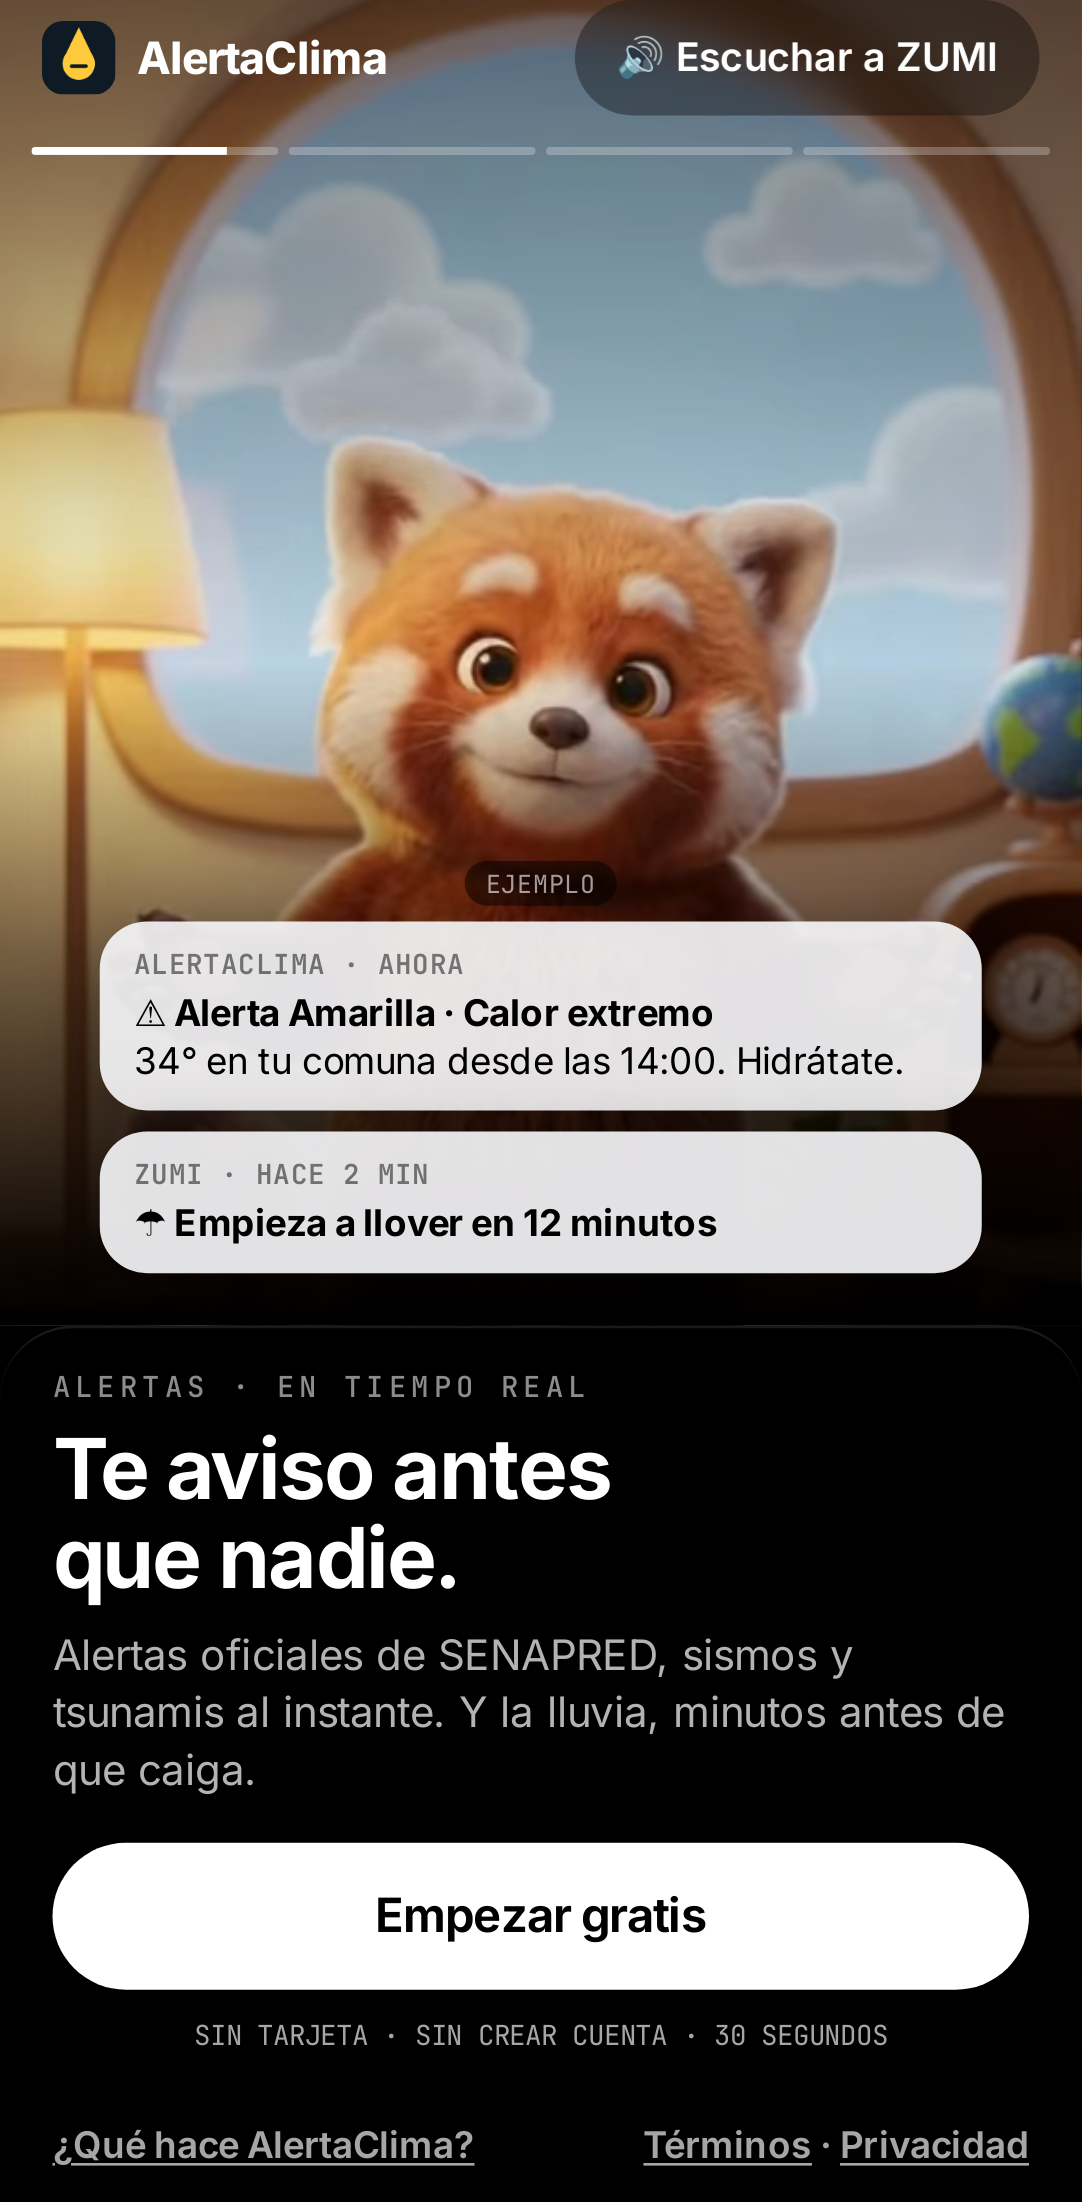 AlertaClima
🔊 Escuchar a ZUMI
EJEMPLO
ALERTACLIMA · AHORA
⚠ Alerta Amarilla · Calor extremo
34° en tu comuna desde las 14:00. Hidrátate.
ZUMI · HACE 2 MIN
☂ Empieza a llover en 12 minutos
ALERTAS · EN TIEMPO REAL
Te aviso antes
que nadie.
Alertas oficiales de SENAPRED, sismos y
tsunamis al instante. Y la lluvia, minutos antes de
que caiga.
Empezar gratis
SIN TARJETA · SIN CREAR CUENTA · 30 SEGUNDOS
¿Qué hace AlertaClima?
Términos · Privacidad